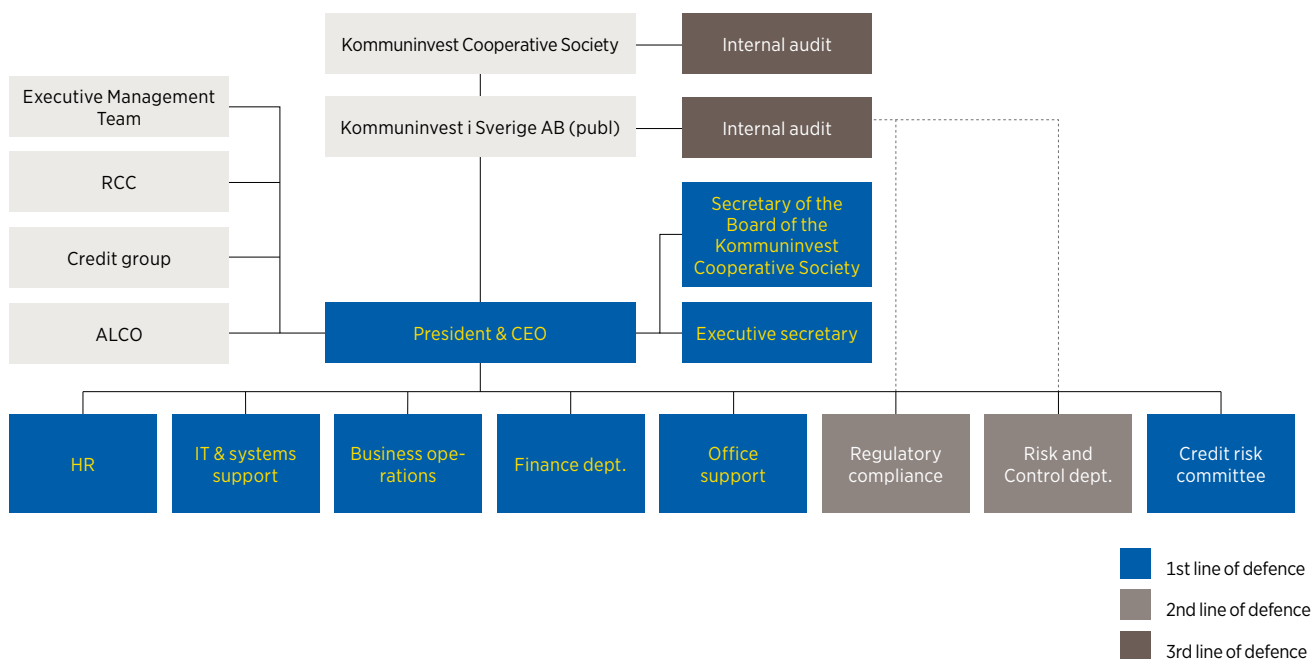 Kommuninvest Cooperative Society
Internal audit
Executive Management
Team
Kommuninvest i Sverige AB (publ)
Internal audit
RCC
Secretary of the
Board of the
Kommuninvest
Cooperative Society
Credit group
ALCO
President & CEO
Executive secretary
HR
IT & systems
support
Business ope-
rations
Finance dept.
Office
support
Regulatory
compliance
Risk and
Control dept.
Credit risk
committee
1st line of defence
2nd line of defence
3rd line of defence